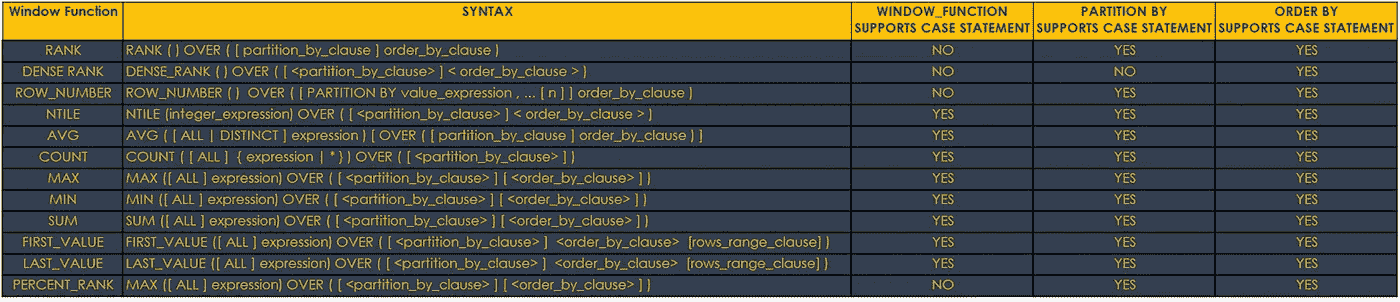 Window Function SYNTAX WINDOW_FUNCTION SUPPORTS CASE STATEMENT PARTITION BY SUPPORTS CASE STATEMENT ORDER BY SUPPORTS CASE STATEMENT
RANK RANK ( ) OVER ( [ partition_by_clause ] order_by_clause ) NO YES YES
DENSE RANK DENSE_RANK ( ) OVER ( [ <partition_by_clause> ] < order_by_clause > ) NO NO YES
ROW_NUMBER ROW_NUMBER ( ) OVER ( [ PARTITION BY value_expression , ... [ n ] ] order_by_clause ) NO YES YES
NTILE NTILE (integer_expression) OVER ( [ <partition_by_clause> ] < order_by_clause > ) YES YES YES
AVG AVG ( [ ALL | DISTINCT ] expression ) [ OVER ( [ partition_by_clause ] order_by_clause ) ] YES YES YES
COUNT COUNT ( [ ALL ] { expression | * } ) OVER ( [ <partition_by_clause> ] ) YES YES YES
MAX MAX ([ ALL ] expression) OVER ( [ <partition_by_clause> ] [ <order_by_clause> ] ) YES YES YES
MIN MIN ([ ALL ] expression) OVER ( [ <partition_by_clause> ] [ <order_by_clause> ] ) YES YES YES
SUM SUM ([ ALL ] expression) OVER ( [ <partition_by_clause> ] [ <order_by_clause> ] ) YES YES YES
FIRST_VALUE FIRST_VALUE ([ ALL ] expression) OVER ( [ <partition_by_clause> ] <order_by_clause> [rows_range_clause] ) YES YES YES
LAST_VALUE LAST_VALUE ([ ALL ] expression) OVER ( [ <partition_by_clause> ] <order_by_clause> [rows_range_clause] ) YES YES YES
PERCENT_RANK MAX ([ ALL ] expression) OVER ( [ <partition_by_clause> ] [ <order_by_clause> ] ) NO YES YES